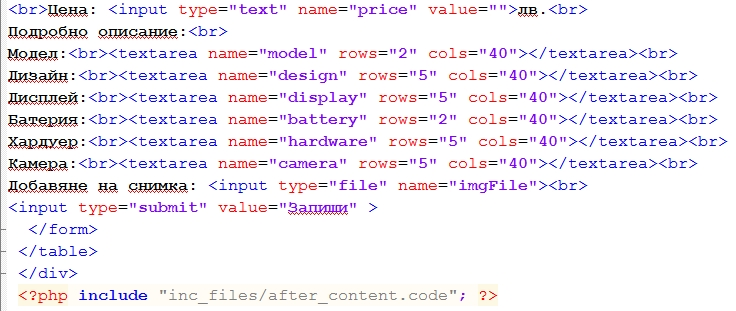 <br>Цена: <input type="text" name="price" value="">лв.<br>
Подробно описание:<br>
Модел:<br><textarea name="model" rows="2" cols="40"></textarea><br>
Дизайн:<br><textarea name="design" rows="5" cols="40"></textarea><br>
Дисплей:<br><textarea name="display" rows="5" cols="40"></textarea><br>
Батерия:<br><textarea name="battery" rows="2" cols="40"></textarea><br>
Хардуер:<br><textarea name="hardware" rows="5" cols="40"></textarea><br>
Камера:<br><textarea name="camera" rows="5" cols="40"></textarea><br>
Добавяне на снимка: <input type="file" name="imgFile"><br>
<input type="submit" value="Запиши" >
</form>
</table>
</div>
<?php include "inc_files/after_content.code"; ?>